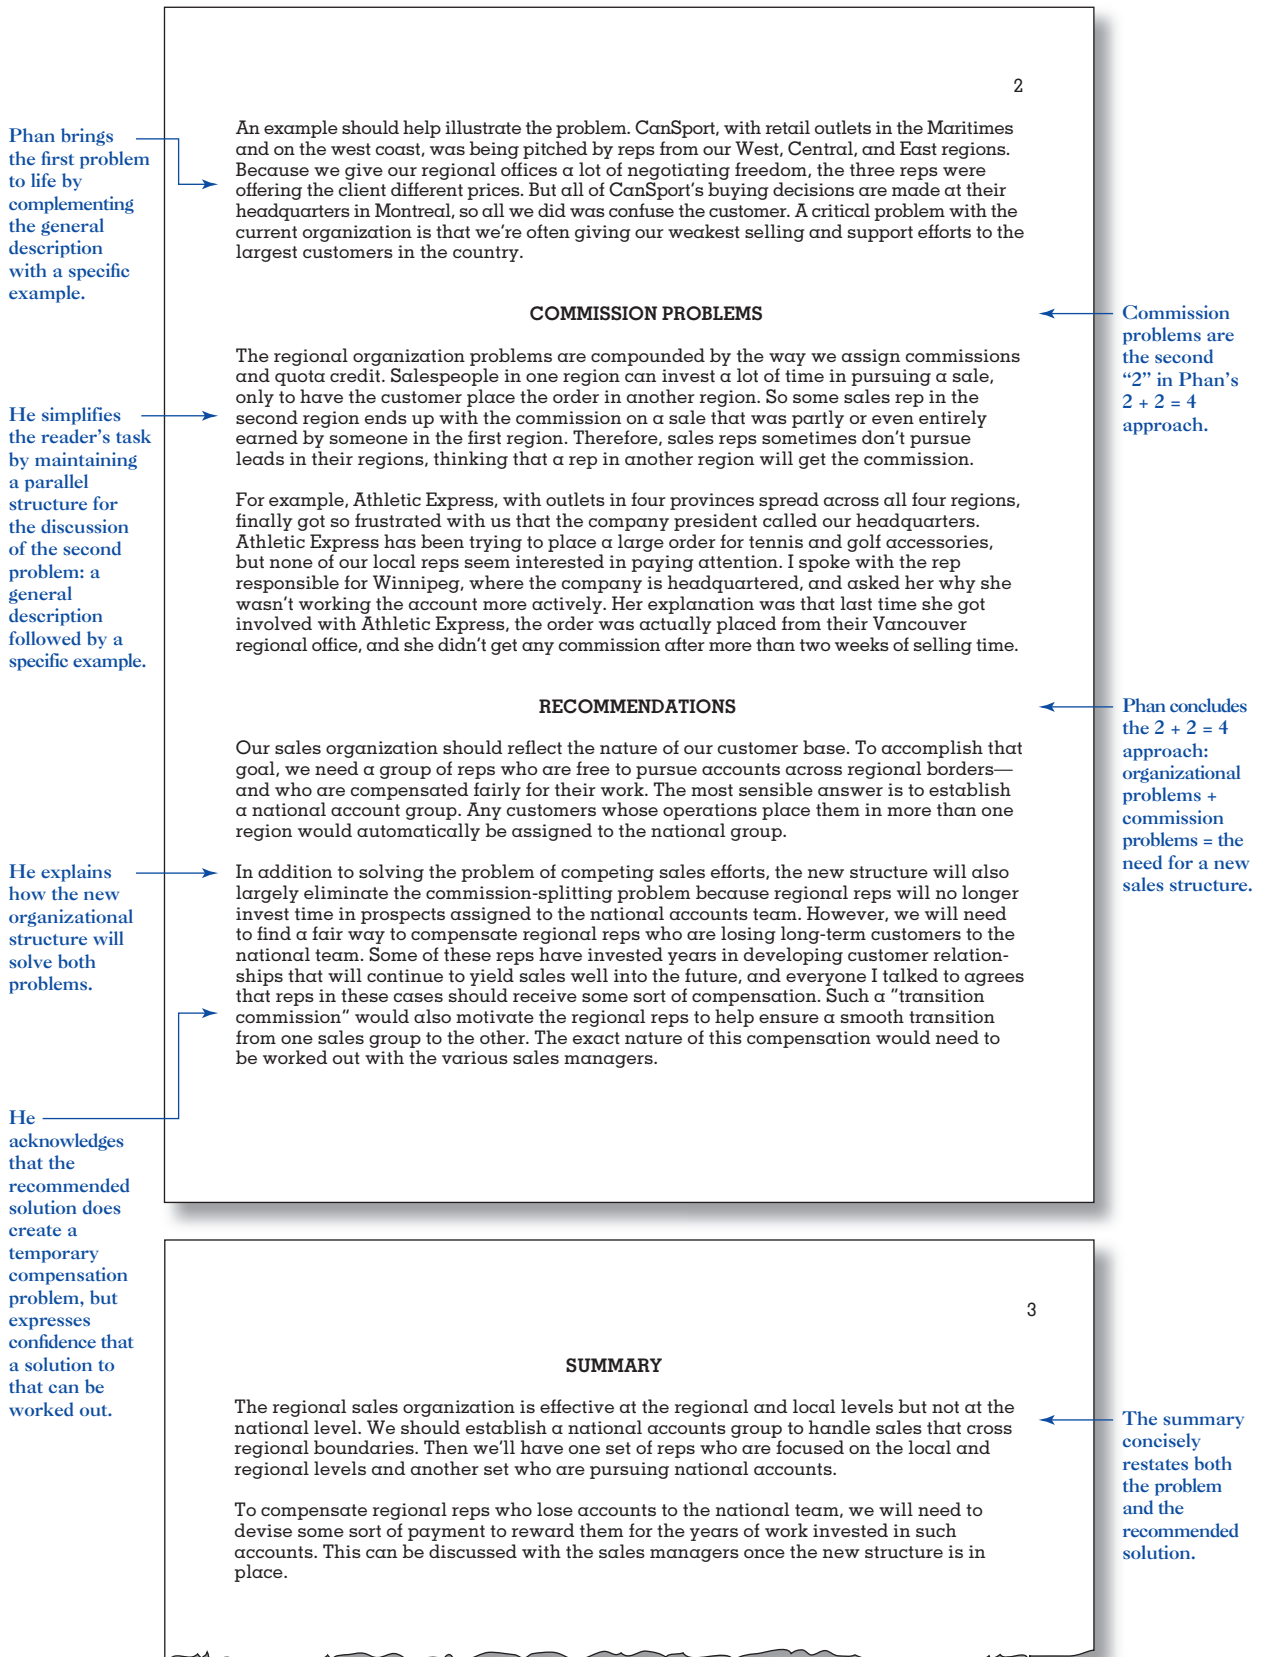 2
Phan brings
the first problem
to life by
complementing
the general
description
with a specific
example.
An example should help illustrate the problem. CanSport, with retail outlets in the Maritimes
and on the west coast, was being pitched by reps from our West, Central, and East regions.
Because we give our regional offices a lot of negotiating freedom, the three reps were
offering the client different prices. But all of CanSport's buying decisions are made at their
headquarters in Montreal, so all we did was confuse the customer. A critical problem with the
current organization is that we're often giving our weakest selling and support efforts to the
largest customers in the country.
COMMISSION PROBLEMS
Commission
problems are
the second
“2” in Phan’s
2 + 2 = 4
approach.
The regional organization problems are compounded by the way we assign commissions
and quota credit. Salespeople in one region can invest a lot of time in pursuing a sale,
only to have the customer place the order in another region. So some sales rep in the
second region ends up with the commission on a sale that was partly or even entirely
earned by someone in the first region. Therefore, sales reps sometimes don't pursue
leads in their regions, thinking that a rep in another region will get the commission.
He simplifies
the reader’s task
by maintaining
a parallel
structure for
the discussion
of the second
problem: a
general
description
followed by a
specific example.
For example, Athletic Express, with outlets in four provinces spread across all four regions,
finally got so frustrated with us that the company president called our headquarters.
Athletic Express has been trying to place a large order for tennis and golf accessories,
but none of our local reps seem interested in paying attention. I spoke with the rep
responsible for Winnipeg, where the company is headquartered, and asked her why she
wasn't working the account more actively. Her explanation was that last time she got
involved with Athletic Express, the order was actually placed from their Vancouver
regional office, and she didn't get any commission after more than two weeks of selling time.
RECOMMENDATIONS
Phan concludes
the 2 + 2 = 4
approach:
organizational
problems +
commission
problems = the
need for a new
sales structure.
Our sales organization should reflect the nature of our customer base. To accomplish that
goal, we need a group of reps who are free to pursue accounts across regional borders—
and who are compensated fairly for their work. The most sensible answer is to establish
a national account group. Any customers whose operations place them in more than one
region would automatically be assigned to the national group.
He explains
how the new
organizational
structure will
solve both
problems.
In addition to solving the problem of competing sales efforts, the new structure will also
largely eliminate the commission-splitting problem because regional reps will no longer
invest time in prospects assigned to the national accounts team. However, we will need
to find a fair way to compensate regional reps who are losing long-term customers to the
national team. Some of these reps have invested years in developing customer relation-
ships that will continue to yield sales well into the future, and everyone I talked to agrees
that reps in these cases should receive some sort of compensation. Such a "transition
commission" would also motivate the regional reps to help ensure a smooth transition
from one sales group to the other. The exact nature of this compensation would need to
be worked out with the various sales managers.
He
acknowledges
that the
recommended
solution does
create a
temporary
compensation
problem, but
expresses
confidence that
a solution to
that can be
worked out.
3
SUMMARY
The regional sales organization is effective at the regional and local levels but not at the
national level. We should establish a national accounts group to handle sales that cross
regional boundaries. Then we'll have one set of reps who are focused on the local and
regional levels and another set who are pursuing national accounts.
The summary
concisely
restates both
the problem
and the
recommended
solution.
To compensate regional reps who lose accounts to the national team, we will need to
devise some sort of payment to reward them for the years of work invested in such
accounts. This can be discussed with the sales managers once the new structure is in
place.